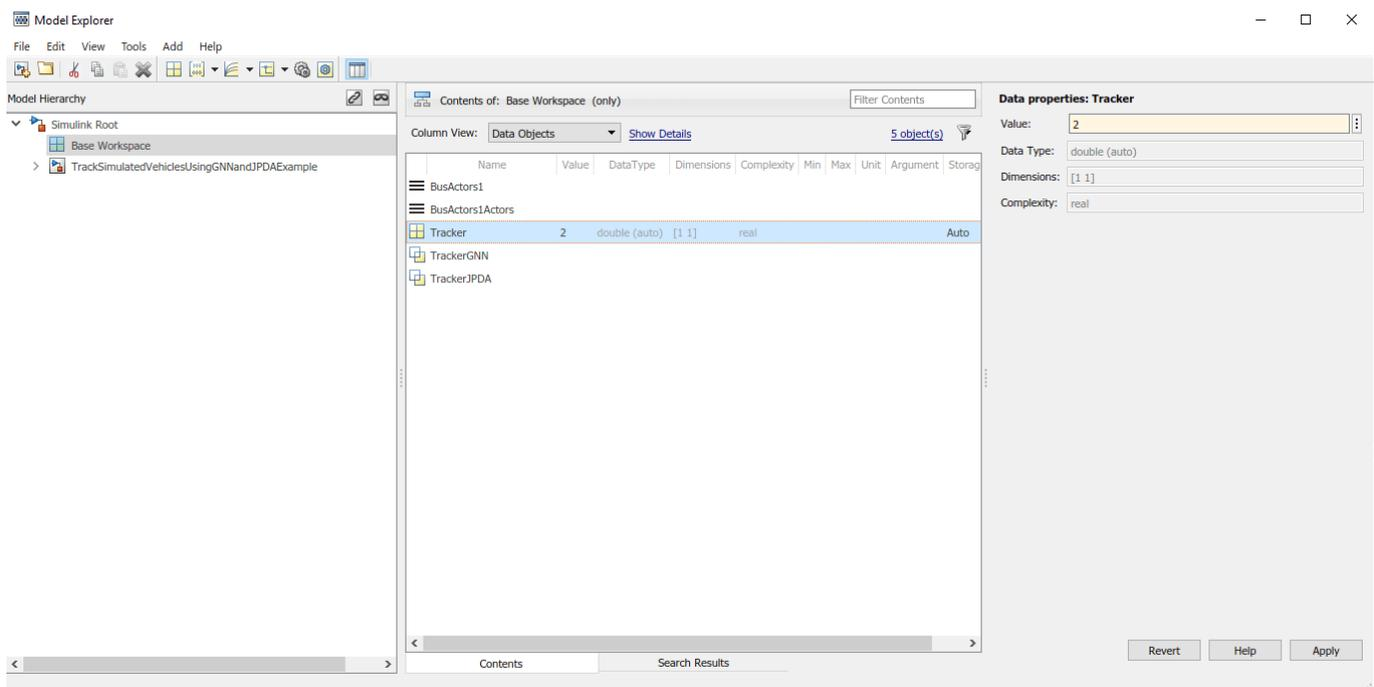 Model Explorer
File Edit View Tools Add Help
Model Hierarchy
Simulink Root
Base Workspace
TrackSimulatedVehiclesUsingGNNandJPDAExample
Contents of: Base Workspace (only)
Filter Contents
Column View: Data Objects Show Details 5 object(s)
Name Value DataType Dimensions Complexity Min Max Unit Argument Storag
BusActors1
BusActors1Actors
Tracker 2 double (auto) [1 1] real Auto
TrackerGNN
TrackerJPDA
Contents Search Results
Data properties: Tracker
Value: 2
Data Type: double (auto)
Dimensions: [1 1]
Complexity: real
Revert Help Apply